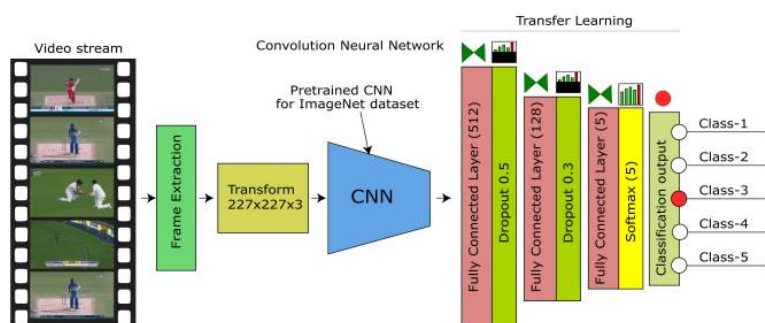 Transfer Learning
Video stream
Convolution Neural Network
Pretrained CNN
for ImageNet dataset
Frame Extraction
Transform
227x227x3
CNN
Fully Connected Layer (512)
Dropout 0.5
Fully Connected Layer (128)
Dropout 0.3
Fully Connected Layer (5)
Softmax (5)
Classification output
Class-1
Class-2
Class-3
Class-4
Class-5